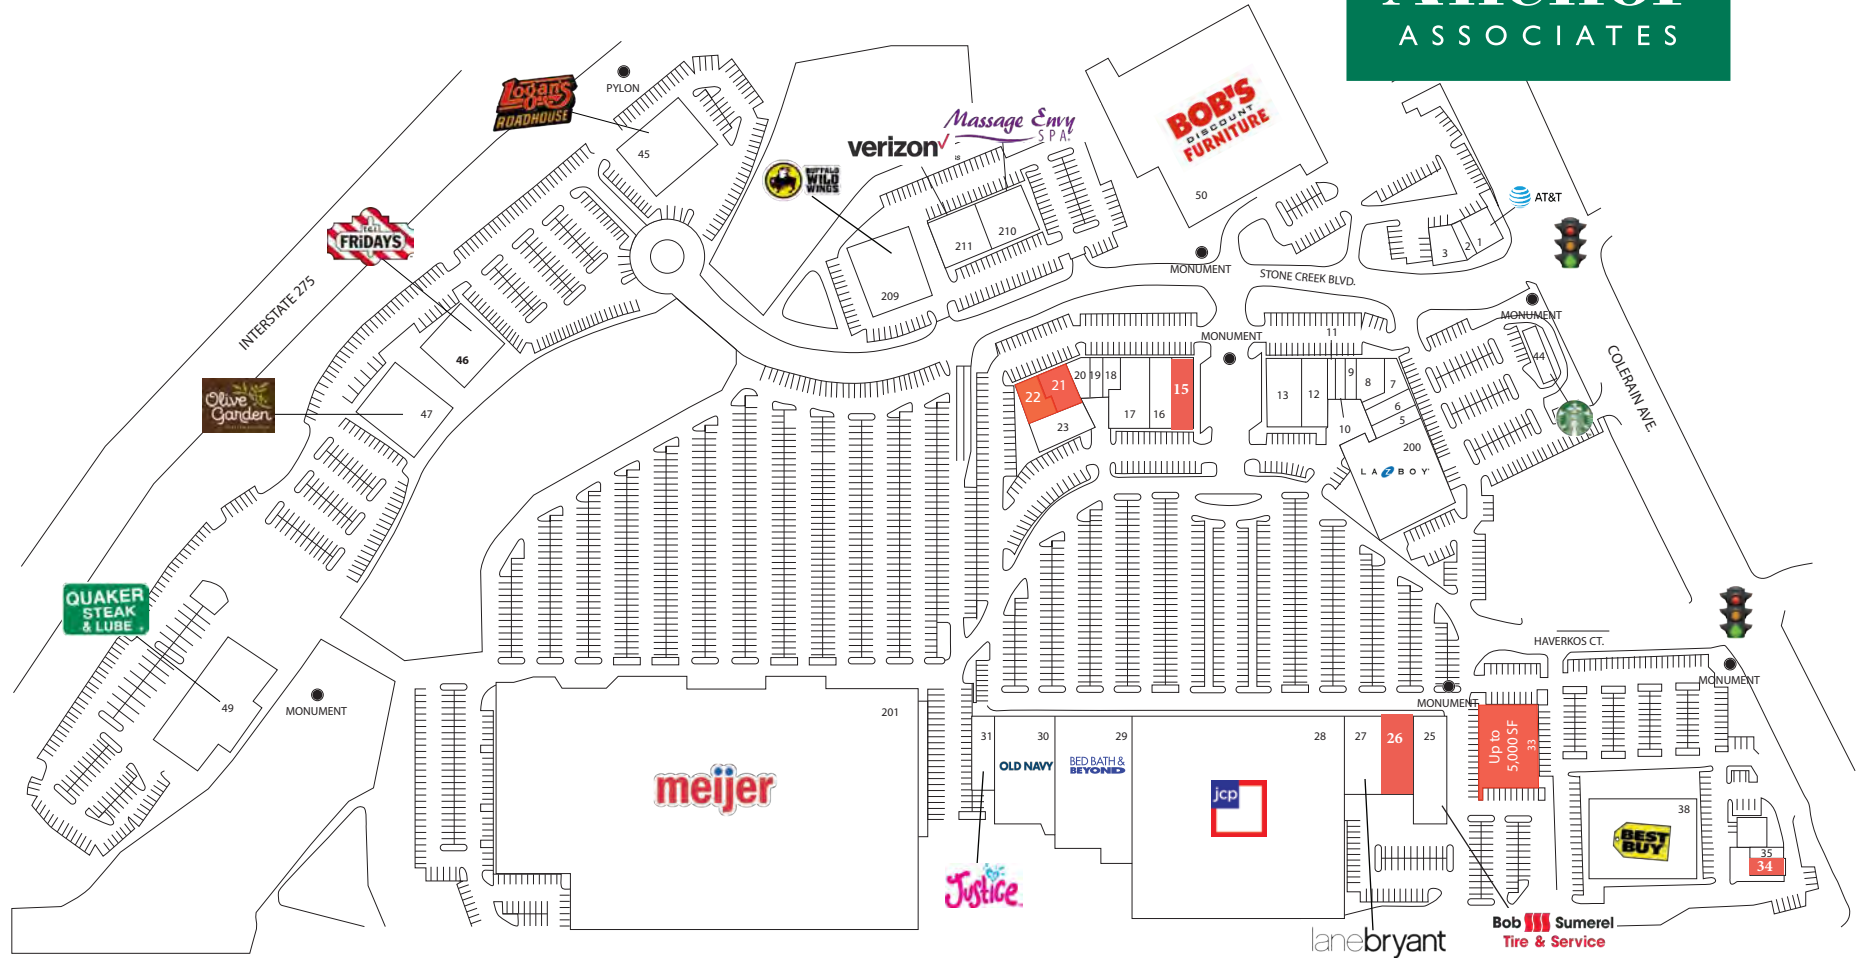 ASSOCIATES
Logan's
ROADHOUSE
PYLON
45
verizon
Massage Envy
SPA
BUFFALO
WILD
WINGS
BOB'S
DISCOUNT
FURNITURE
50
AT&T
3
2
1
T.G.I.
FRiDAYS
INTERSTATE 275
46
211
210
209
MONUMENT
STONE CREEK BLVD.
MONUMENT
MONUMENT
44
COLERAIN AVE.
Olive
Garden
47
22
21
20
19
18
23
17
16
15
13
12
11
9
8
7
6
5
10
200
LA Z BOY
QUAKER
STEAK
& LUBE
49
MONUMENT
HAVERKOS CT.
MONUMENT
MONUMENT
201
meijer
31
30
OLD NAVY
29
BED BATH &
BEYOND
28
jcp
27
26
25
Up to
5,000 SF
33
38
BEST
BUY
35
34
Justice
lanebryant
Bob Sumerel
Tire & Service